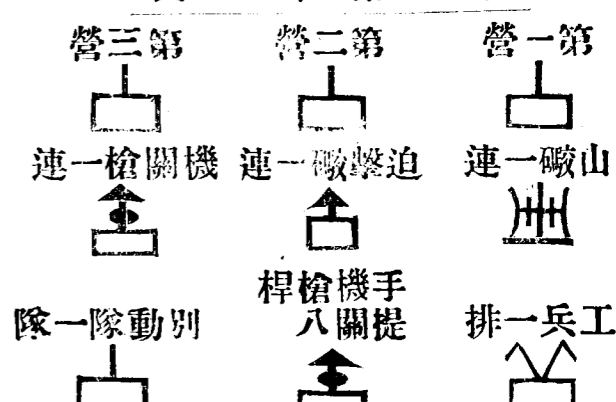 第一營
第二營
第三營
山礮一連
迫擊礮一連
機關槍一連
工兵一排
手提機關槍八桿
別動隊一隊